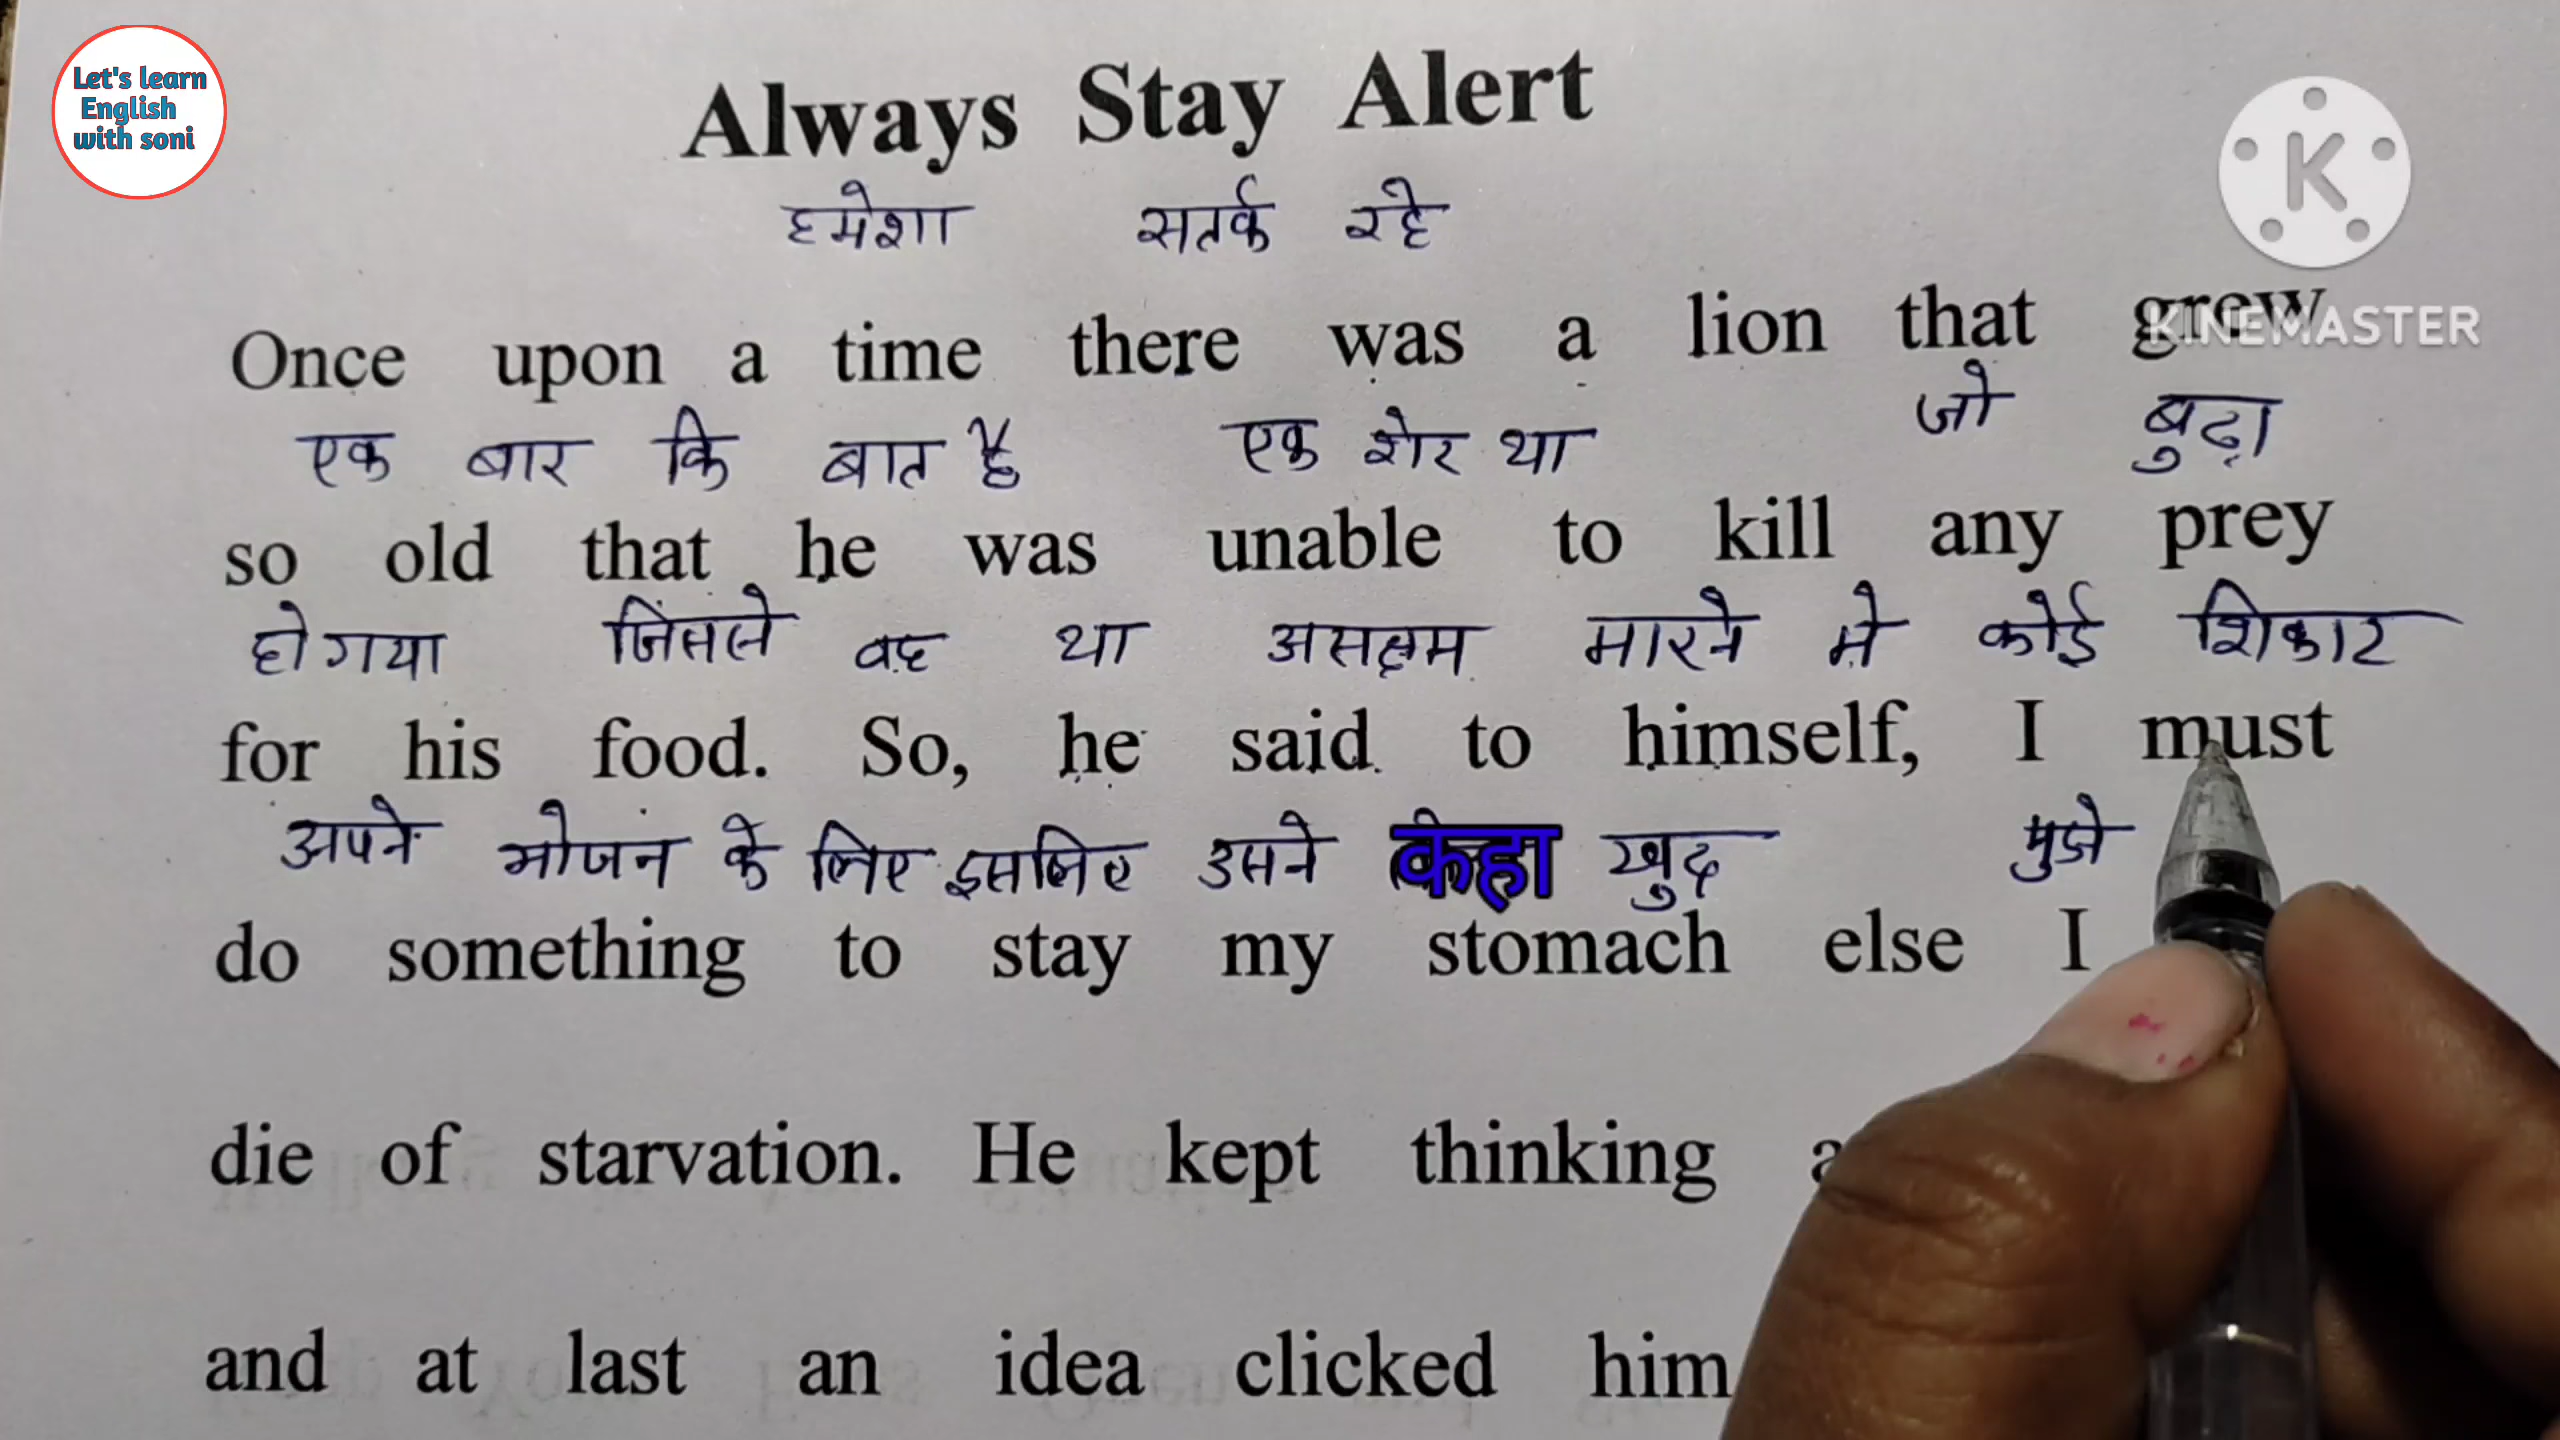 Let's learn
English
with soni
KINEMASTER
Always Stay Alert
हमेशा सतर्क रहे
Once upon a time there was a lion that grew
एक बार कि बात है एक शेर था जो बुढ़ा
so old that he was unable to kill any prey
हो गया जिससे वह था असक्षम मारने मे कोई शिकार
for his food. So, he said to himself, I must
अपने भोजन के लिए इसलिए उसने कहा खुद मुझे
do something to stay my stomach else I
die of starvation. He kept thinking
and at last an idea clicked him